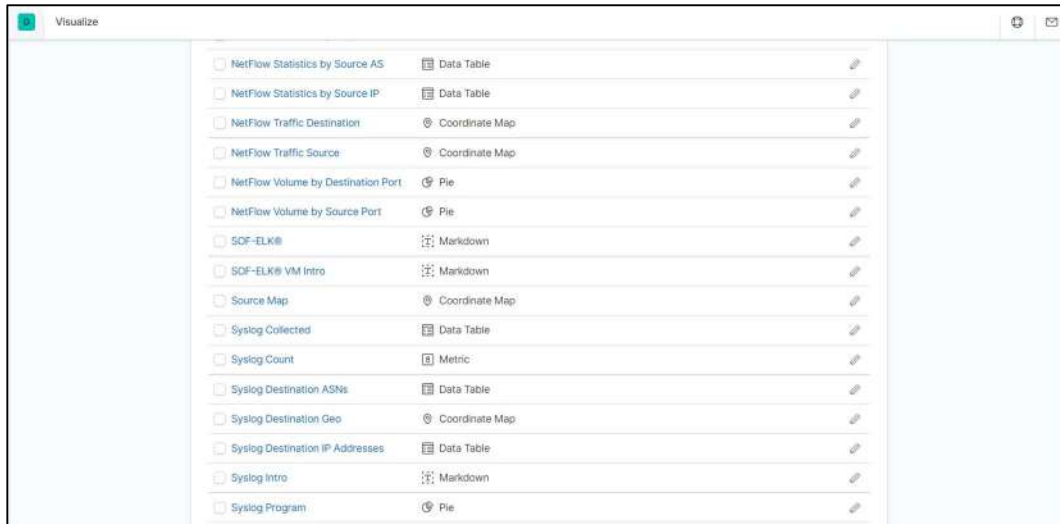 D Visualize
NetFlow Statistics by Source AS Data Table
NetFlow Statistics by Source IP Data Table
NetFlow Traffic Destination Coordinate Map
NetFlow Traffic Source Coordinate Map
NetFlow Volume by Destination Port Pie
NetFlow Volume by Source Port Pie
SOF-ELK® Markdown
SOF-ELK® VM Intro Markdown
Source Map Coordinate Map
Syslog Collected Data Table
Syslog Count Metric
Syslog Destination ASNs Data Table
Syslog Destination Geo Coordinate Map
Syslog Destination IP Addresses Data Table
Syslog Intro Markdown
Syslog Program Pie